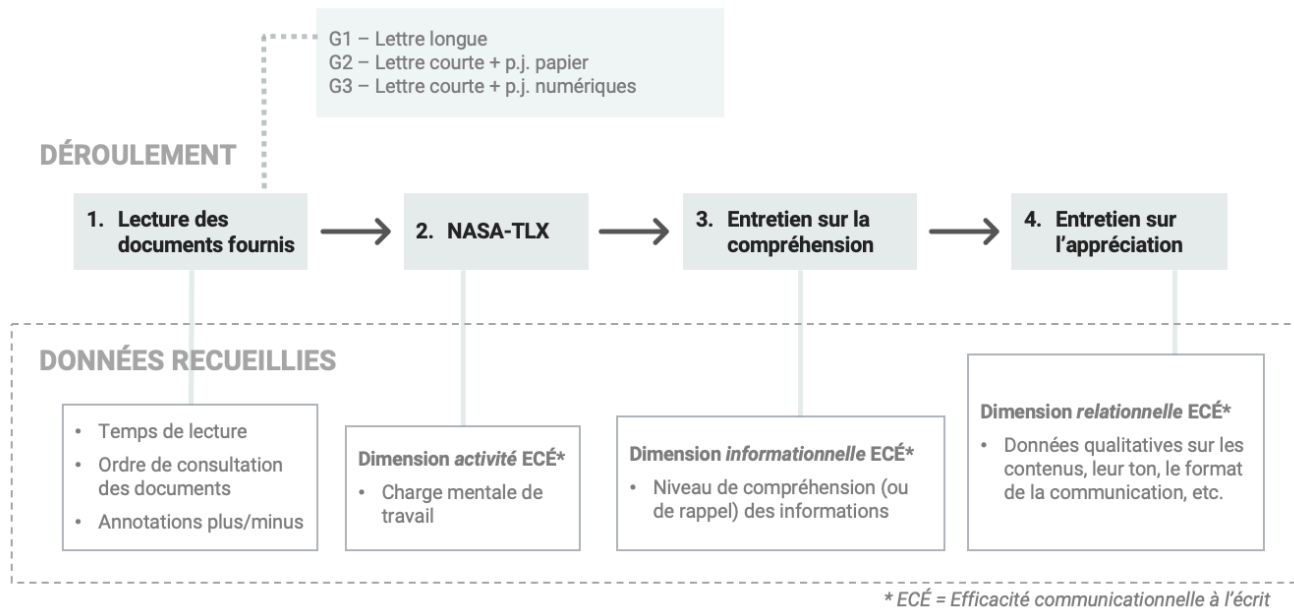 G1 – Lettre longue
G2 – Lettre courte + p.j. papier
G3 – Lettre courte + p.j. numériques
DÉROULEMENT
1. Lecture des
documents fournis
2. NASA-TLX
3. Entretien sur la
compréhension
4. Entretien sur
l’appréciation
DONNÉES RECUEILLIES
• Temps de lecture
• Ordre de consultation
des documents
• Annotations plus/minus
Dimension activité ECÉ*
• Charge mentale de
travail
Dimension informationnelle ECÉ*
• Niveau de compréhension (ou
de rappel) des informations
Dimension relationnelle ECÉ*
• Données qualitatives sur les
contenus, leur ton, le format
de la communication, etc.
* ECÉ = Efficacité communicationnelle à l’écrit